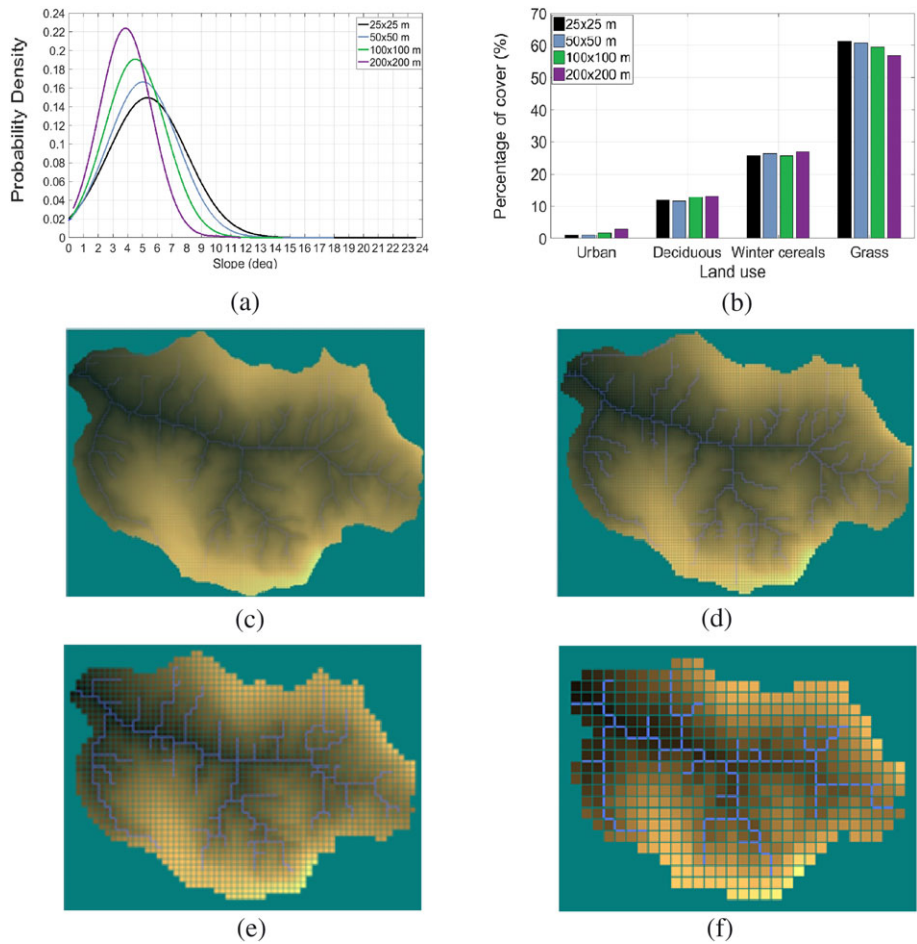 0.24
0.22
0.2
0.18
0.16
0.14
0.12
0.1
0.08
0.06
0.04
0.02
0
Probability Density
0 1 2 3 4 5 6 7 8 9 10 11 12 13 14 15 16 17 18 19 20 21 22 23 24
Slope (deg)
25x25 m
50x50 m
100x100 m
200x200 m
(a)
70
60
50
40
30
20
10
0
Percentage of cover (%)
25x25 m
50x50 m
100x100 m
200x200 m
Urban Deciduous Winter cereals Grass
Land use
(b)
(c)
(d)
(e)
(f)